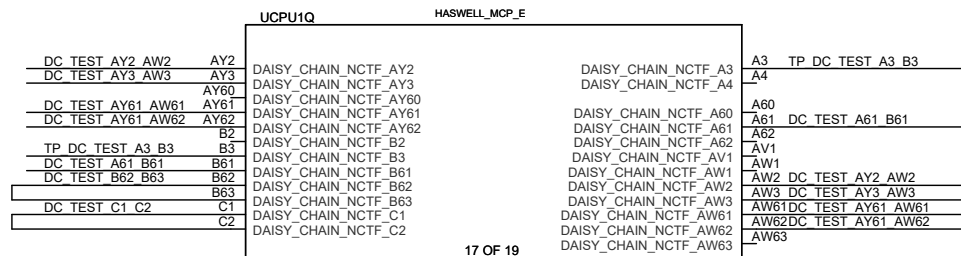 UCPU1Q
HASWELL_MCP_E
DC_TEST_AY2_AW2 AY2
DC_TEST_AY3_AW3 AY3
AY60
DC_TEST_AY61_AW61 AY61
DC_TEST_AY61_AW62 AY62
B2
TP_DC_TEST_A3_B3 B3
DC_TEST_A61_B61 B61
DC_TEST_B62_B63 B62
B63
DC_TEST_C1_C2 C1
C2
DAISY_CHAIN_NCTF_AY2
DAISY_CHAIN_NCTF_AY3
DAISY_CHAIN_NCTF_AY60
DAISY_CHAIN_NCTF_AY61
DAISY_CHAIN_NCTF_AY62
DAISY_CHAIN_NCTF_B2
DAISY_CHAIN_NCTF_B3
DAISY_CHAIN_NCTF_B61
DAISY_CHAIN_NCTF_B62
DAISY_CHAIN_NCTF_B63
DAISY_CHAIN_NCTF_C1
DAISY_CHAIN_NCTF_C2
DAISY_CHAIN_NCTF_A3
DAISY_CHAIN_NCTF_A4
DAISY_CHAIN_NCTF_A60
DAISY_CHAIN_NCTF_A61
DAISY_CHAIN_NCTF_A62
DAISY_CHAIN_NCTF_AV1
DAISY_CHAIN_NCTF_AW1
DAISY_CHAIN_NCTF_AW2
DAISY_CHAIN_NCTF_AW3
DAISY_CHAIN_NCTF_AW61
DAISY_CHAIN_NCTF_AW62
DAISY_CHAIN_NCTF_AW63
A3 TP_DC_TEST_A3_B3
A4
A60
A61 DC_TEST_A61_B61
A62
AV1
AW1
AW2 DC_TEST_AY2_AW2
AW3 DC_TEST_AY3_AW3
AW61 DC_TEST_AY61_AW61
AW62 DC_TEST_AY61_AW62
AW63
17 OF 19